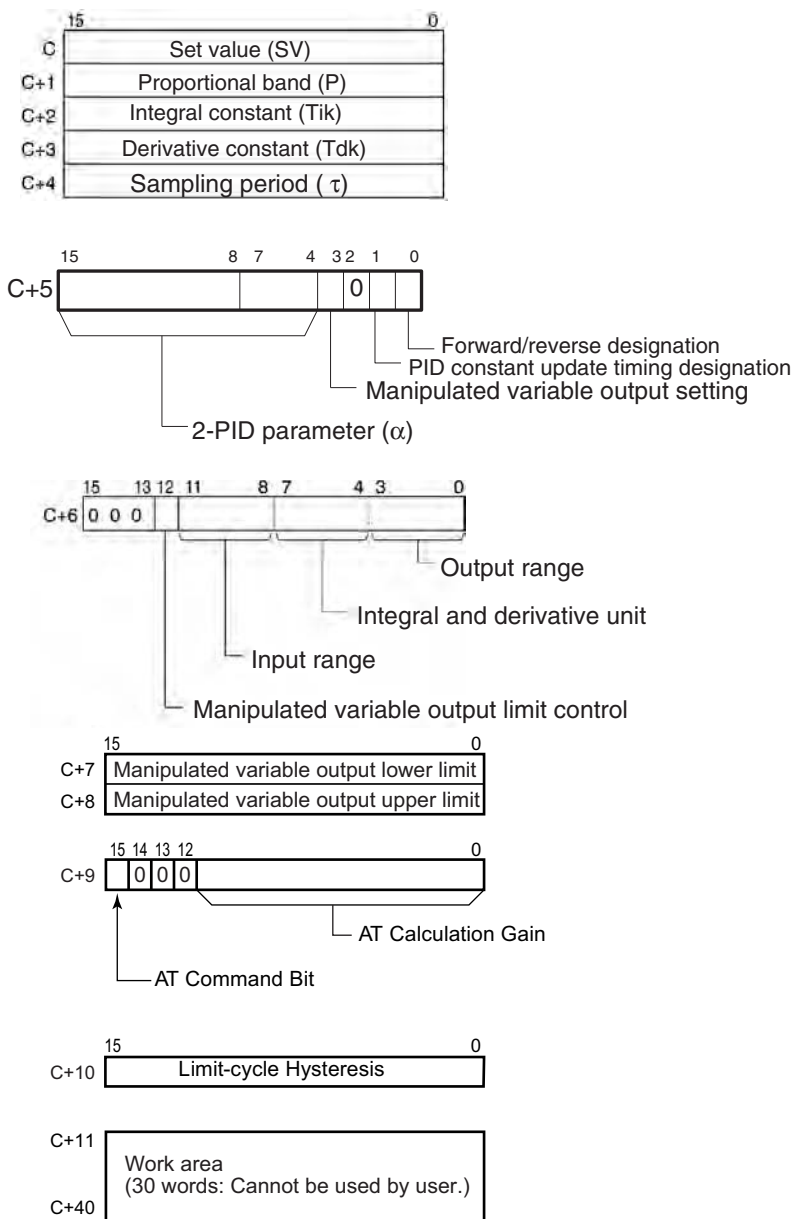 15 0
C Set value (SV)
C+1 Proportional band (P)
C+2 Integral constant (Tik)
C+3 Derivative constant (Tdk)
C+4 Sampling period ( τ)
15 8 7 4 3 2 1 0
C+5 0
Forward/reverse designation
PID constant update timing designation
Manipulated variable output setting
2-PID parameter (α)
15 13 12 11 8 7 4 3 0
C+6 0 0 0
Output range
Integral and derivative unit
Input range
Manipulated variable output limit control
15 0
C+7 Manipulated variable output lower limit
C+8 Manipulated variable output upper limit
15 14 13 12 0
C+9 0 0 0
AT Calculation Gain
AT Command Bit
15 0
C+10 Limit-cycle Hysteresis
C+11
Work area
(30 words: Cannot be used by user.)
C+40